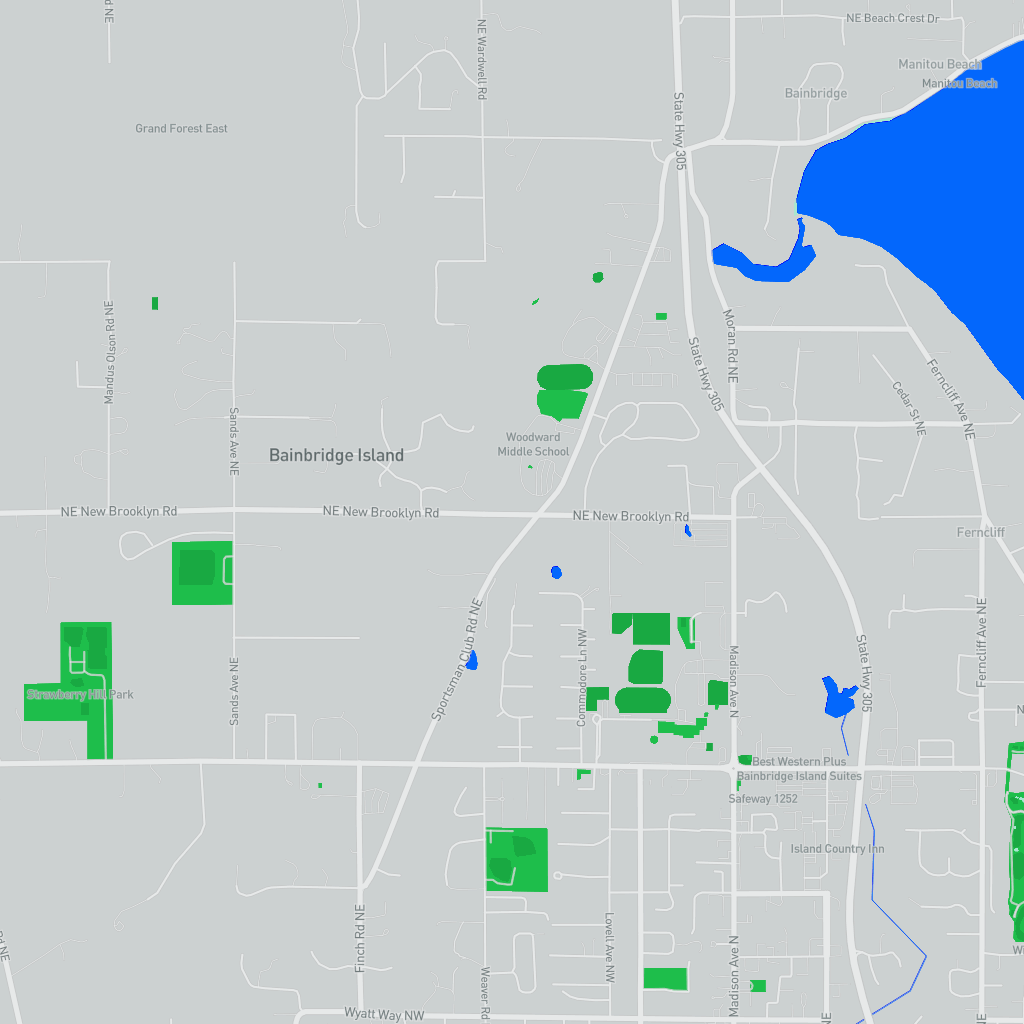 NE Beach Crest Dr
NE Wardwell Rd
Manitou Beach
Manitou Beach
Bainbridge
State Hwy 305
Grand Forest East
Mandus Olson Rd NE
Moran Rd NE
State Hwy 305
Ferncliff Ave NE
Cedar St NE
Sands Ave NE
Woodward
Middle School
Bainbridge Island
NE New Brooklyn Rd
NE New Brooklyn Rd
NE New Brooklyn Rd
Ferncliff
Sportsman Club Rd NE
Commodore Ln NW
Madison Ave N
State Hwy 305
Ferncliff Ave NE
Strawberry Hill Park
Sands Ave NE
Best Western Plus
Bainbridge Island Suites
Safeway 1252
Island Country Inn
Finch Rd NE
Weaver Rd
Lovell Ave NW
Madison Ave N
Rd NE
Wyatt Way NW
NE
NE